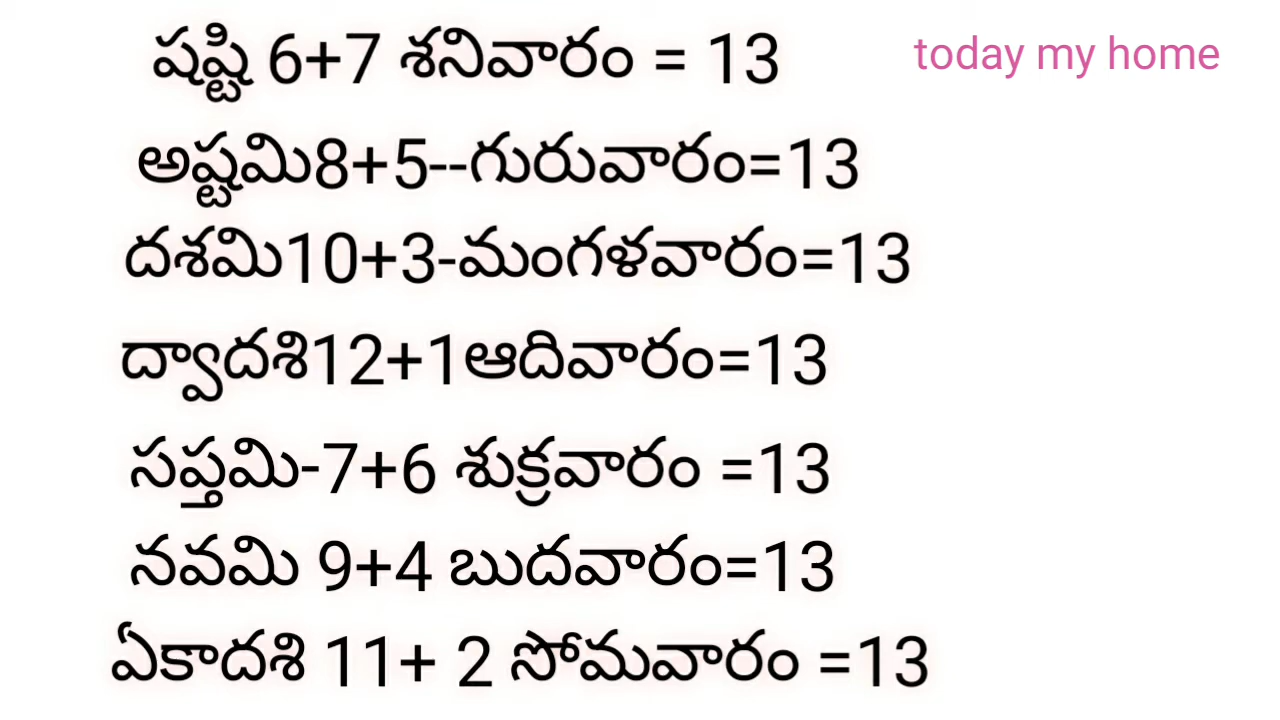 షష్టి 6+7 శనివారం = 13
today my home
అష్టమి8+5--గురువారం=13
దశమి10+3-మంగళవారం=13
ద్వాదశి12+1ఆదివారం=13
సప్తమి-7+6 శుక్రవారం =13
నవమి 9+4 బుదవారం=13
ఏకాదశి 11+ 2 సోమవారం =13